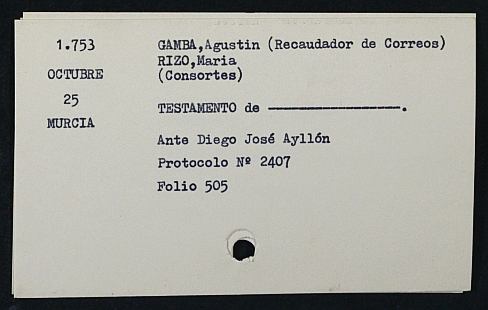 1.753
OCTUBRE
25
MURCIA
GAMBA,Agustin (Recaudador de Correos)
RIZO,Maria
(Consortes)
TESTAMENTO de ————————————.
Ante Diego José Ayllón
Protocolo Nº 2407
Folio 505